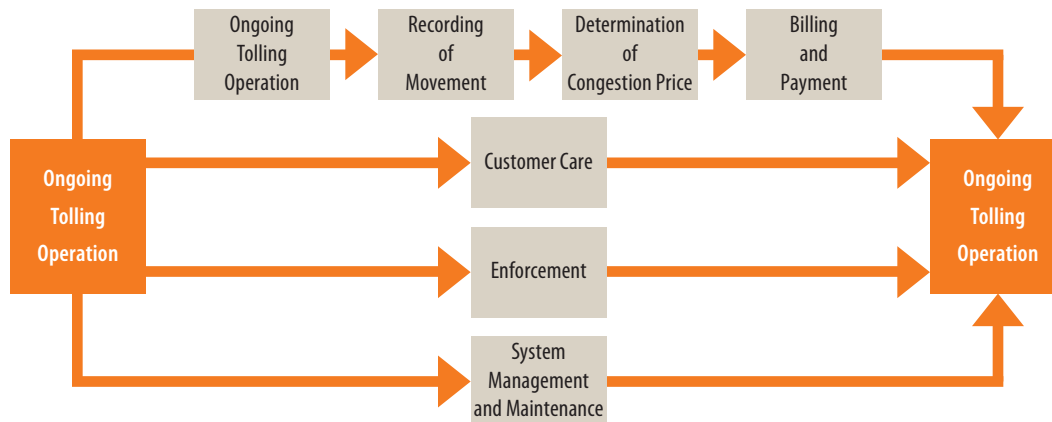 Ongoing
Tolling
Operation
Recording
of
Movement
Determination
of
Congestion Price
Billing
and
Payment
Ongoing
Tolling
Operation
Customer Care
Ongoing
Tolling
Operation
Enforcement
System
Management
and Maintenance